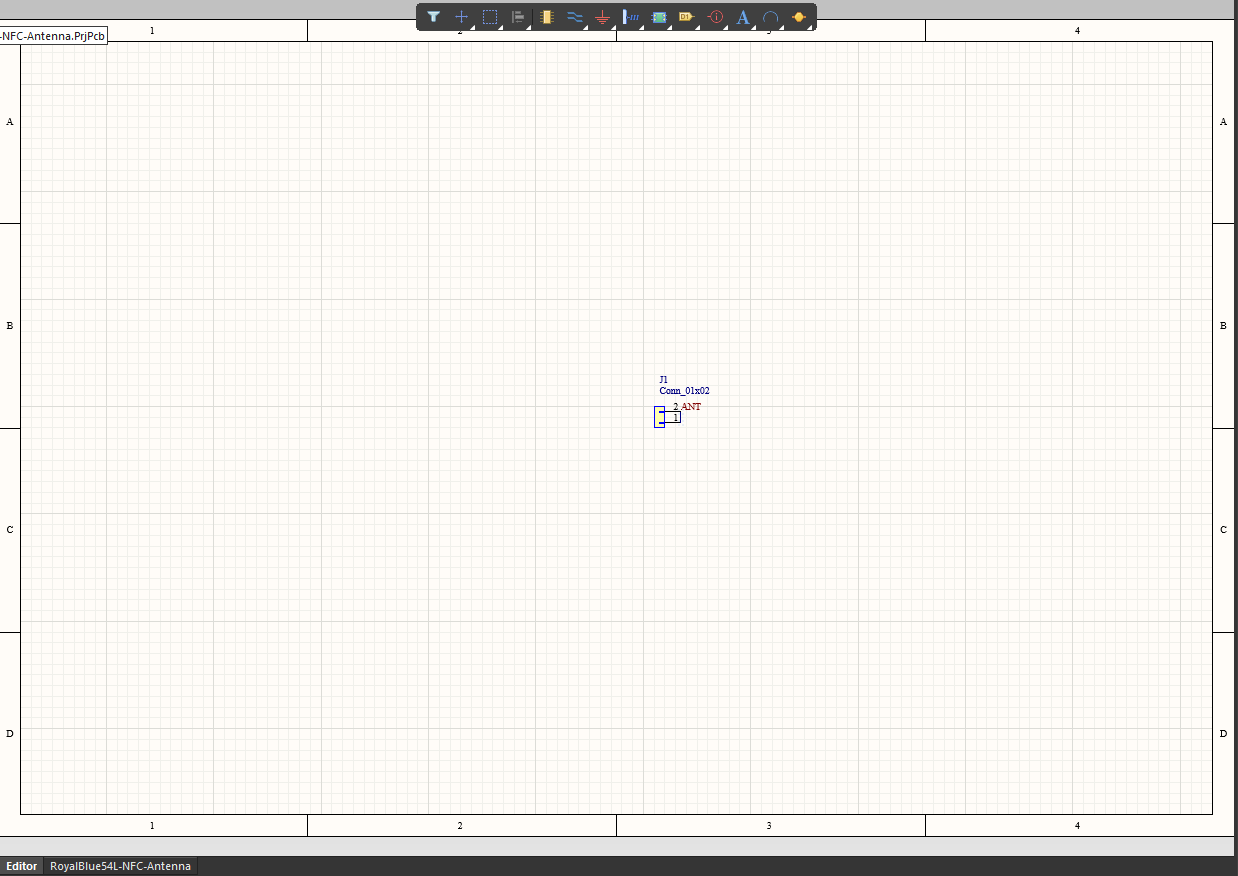 -NFC-Antenna.PrjPcb
1 2 3 4
A A
B B
J1
Conn_01x02
2 ANT
1
C C
D D
1 2 3 4
Editor RoyalBlue54L-NFC-Antenna